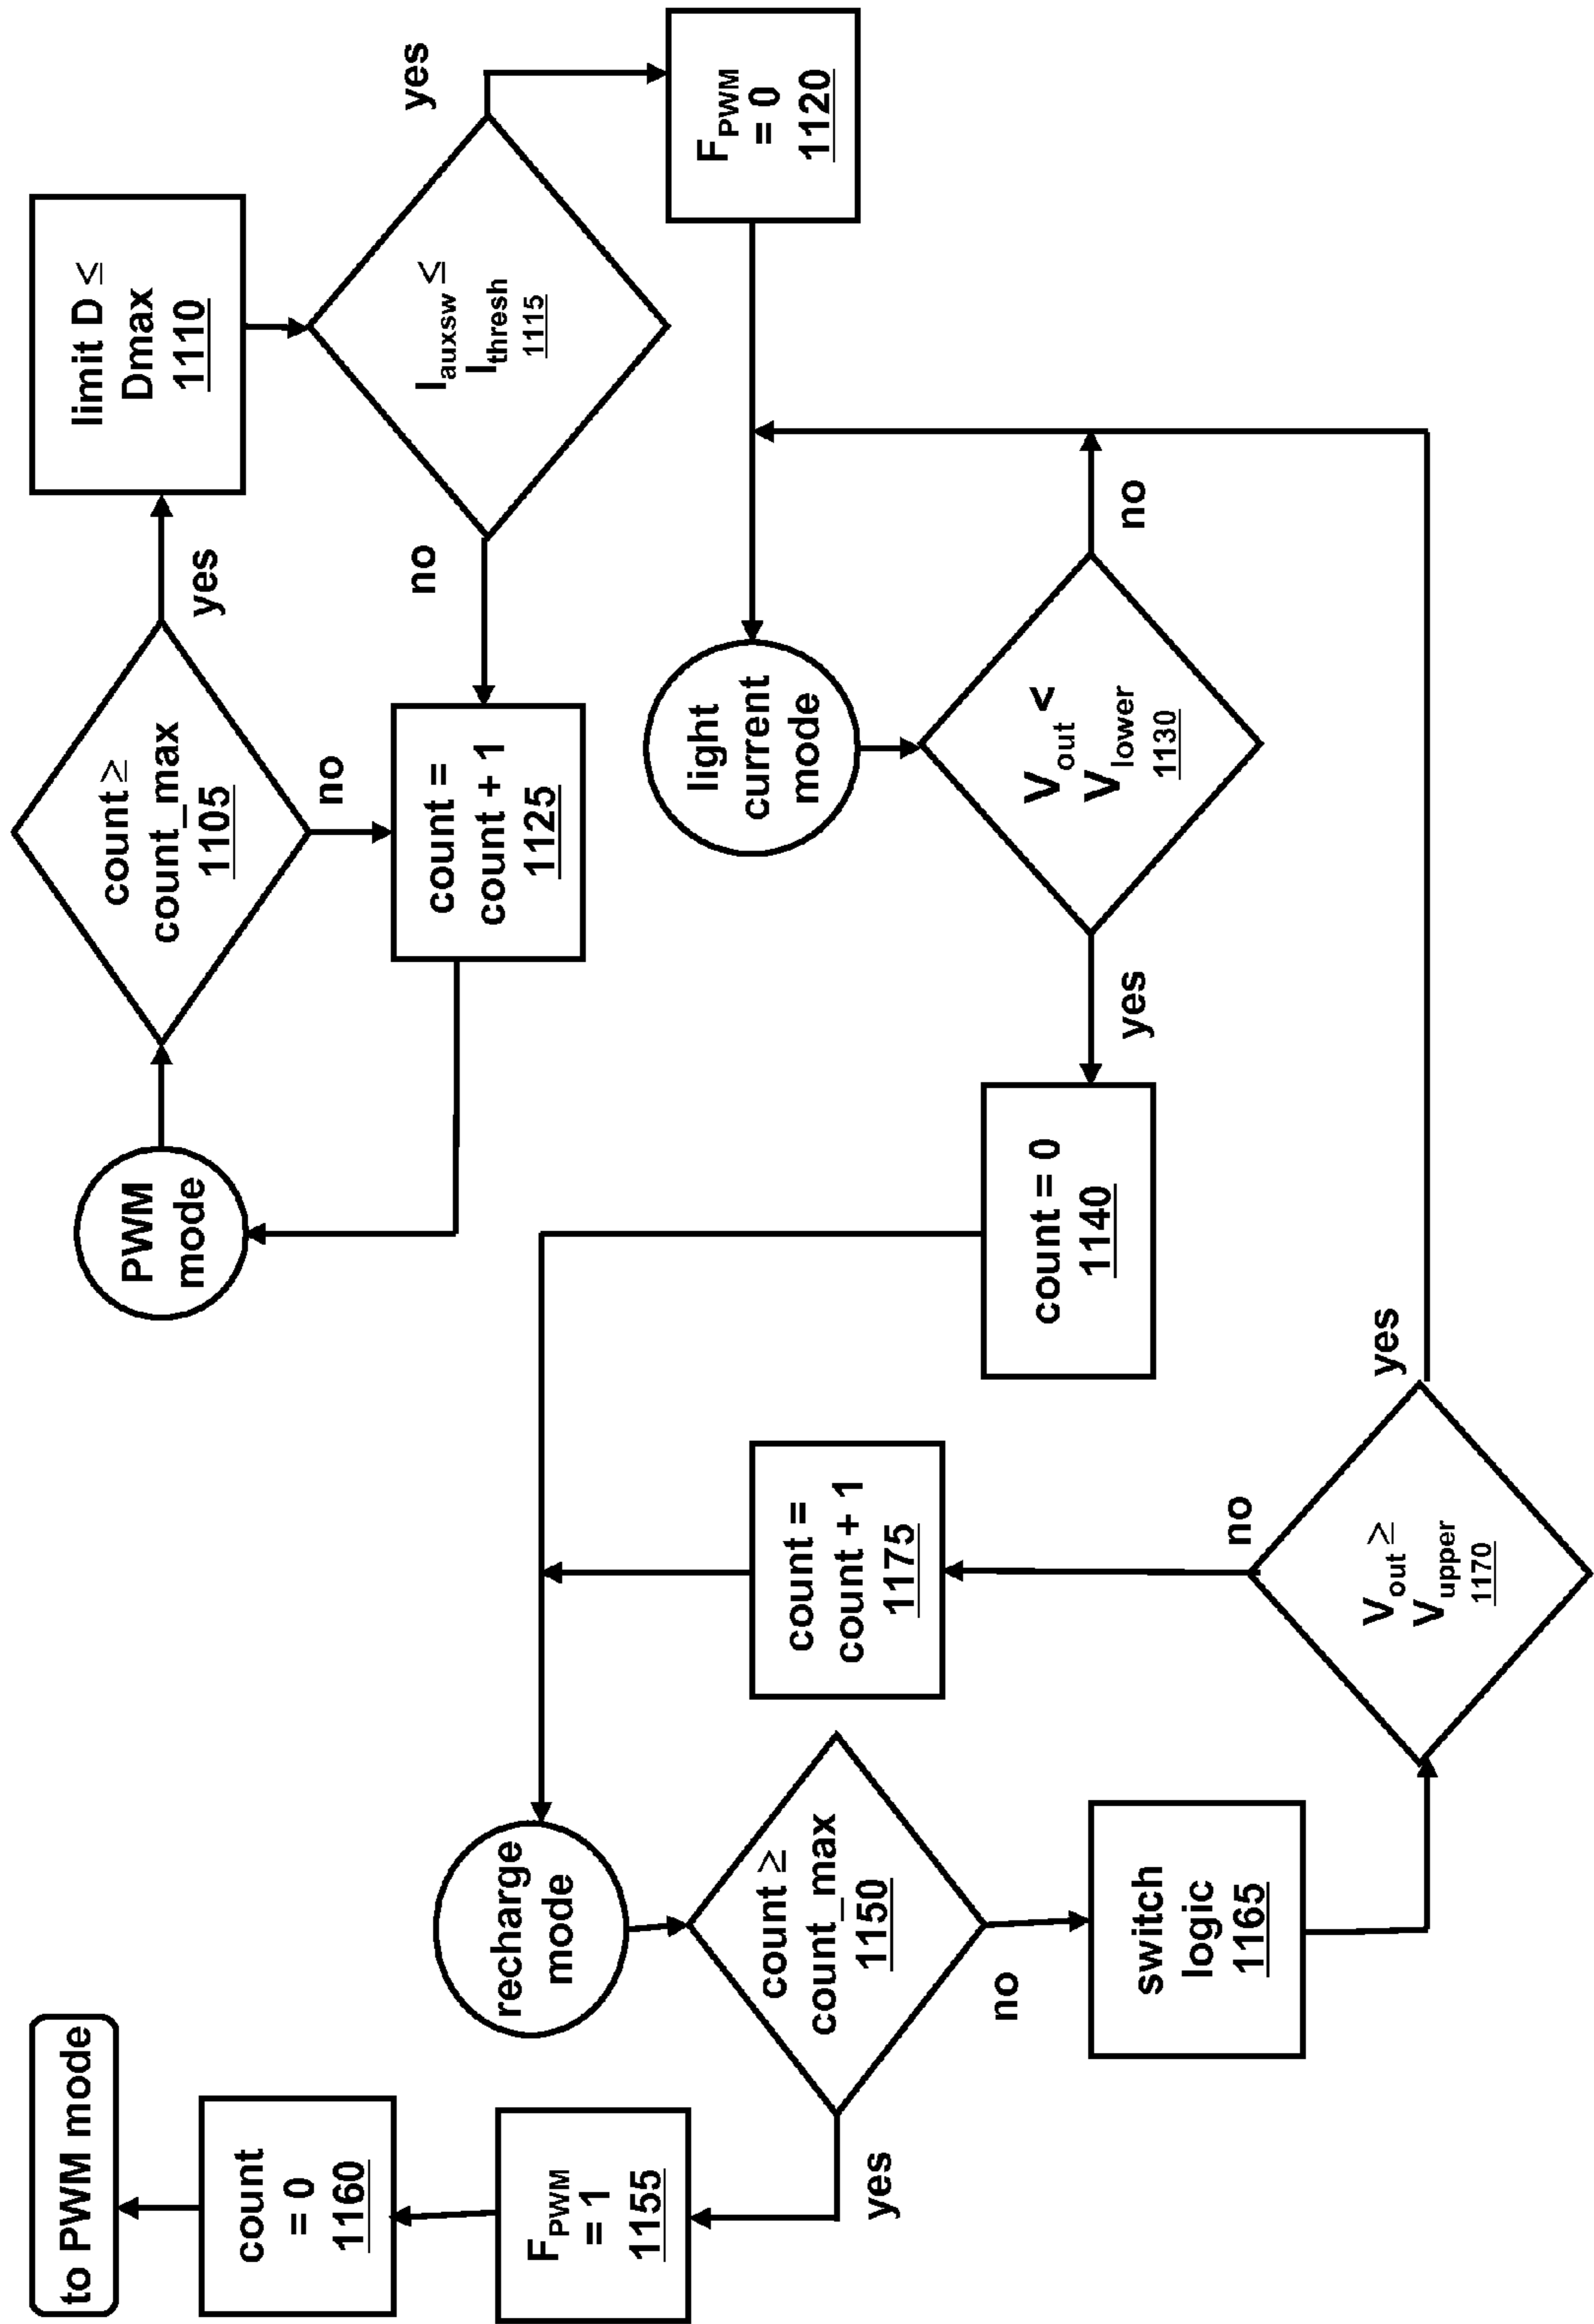 to PWM mode
count
= 0
1160
F_PWM
= 1
1155
yes
recharge
mode
count ≥
count_max
1150
no
switch
logic
1165
count =
count + 1
1175
no
V_out ≥
V_upper
1170
yes
PWM
mode
count ≥
count_max
1105
yes
no
count =
count + 1
1125
limit D ≤
Dmax
1110
I_auxsw ≤
I_thresh
1115
no
yes
F_PWM
= 0
1120
light
current
mode
V_out <
V_lower
1130
no
yes
count = 0
1140